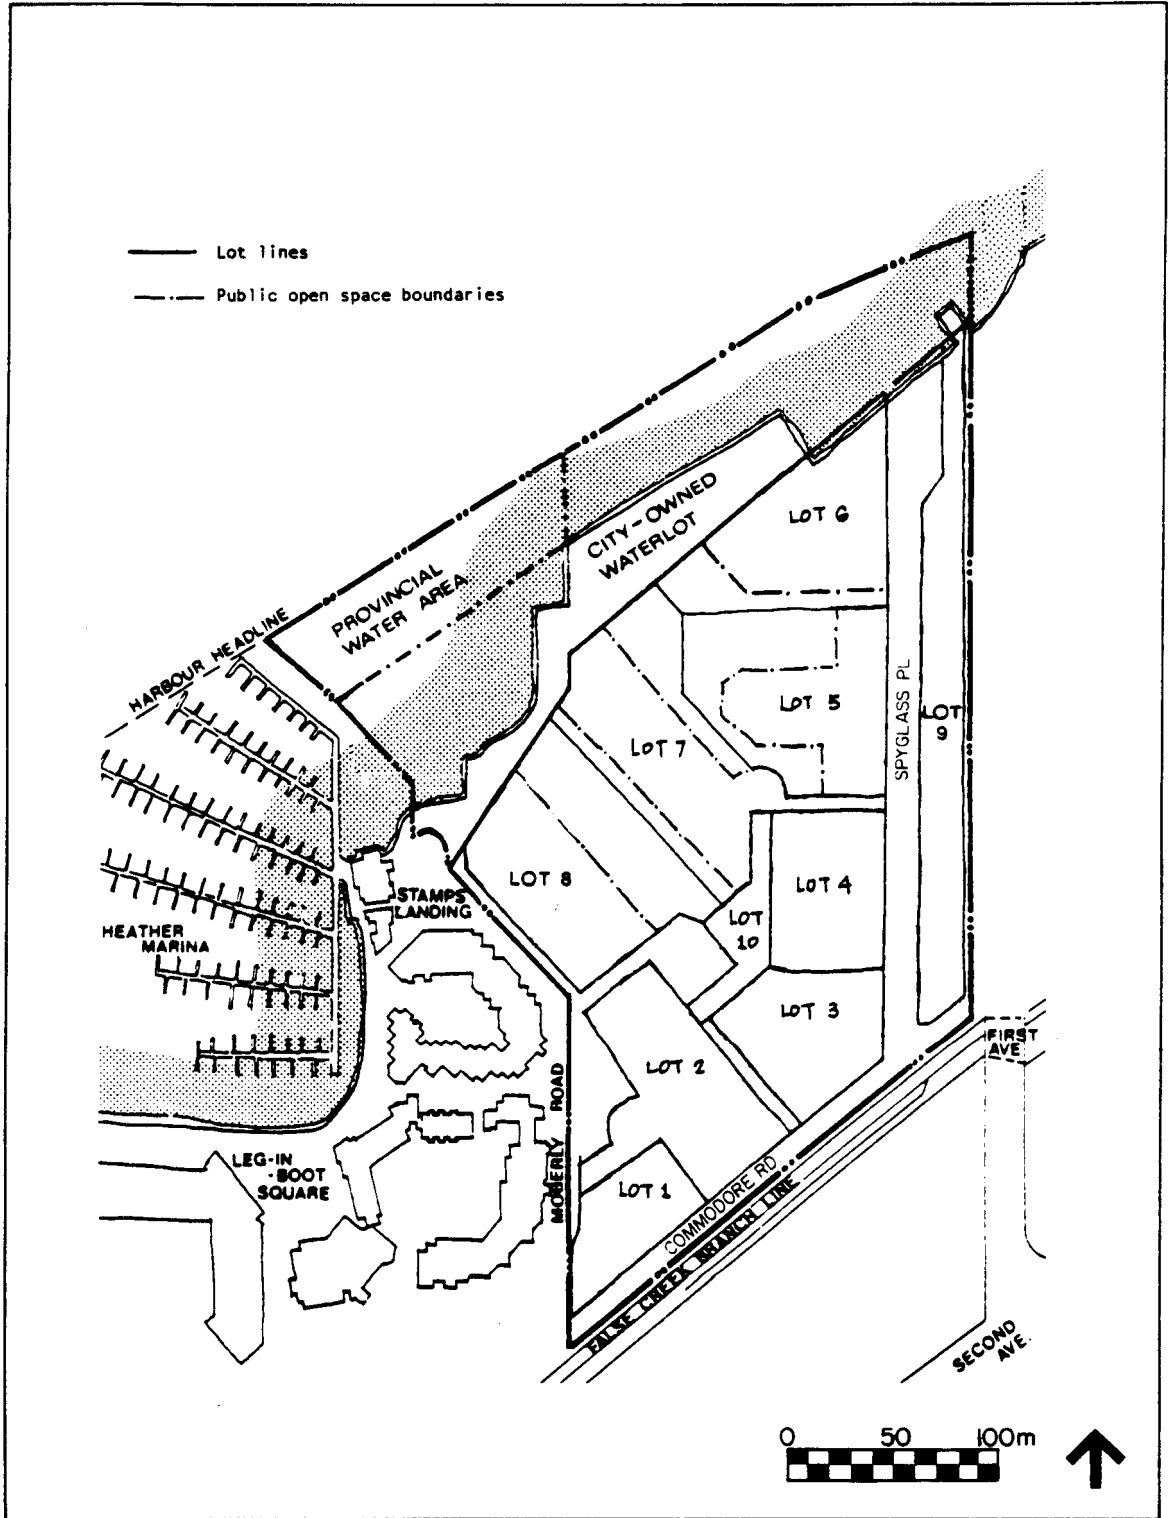 Lot lines
Public open space boundaries
HARBOUR HEADLINE
PROVINCIAL
WATER AREA
CITY-OWNED
WATERLOT
LOT 6
LOT 5
LOT 7
SPYGLASS PL
LOT
9
LOT 8
LOT 4
STAMPS
LANDING
LOT
10
HEATHER
MARINA
LOT 3
FIRST
AVE
LOT 2
MOBERLY ROAD
LEG-IN
-BOOT
SQUARE
LOT 1
COMMODORE RD
FALSE CREEK BRANCH LINE
SECOND
AVE.
0 50 100m